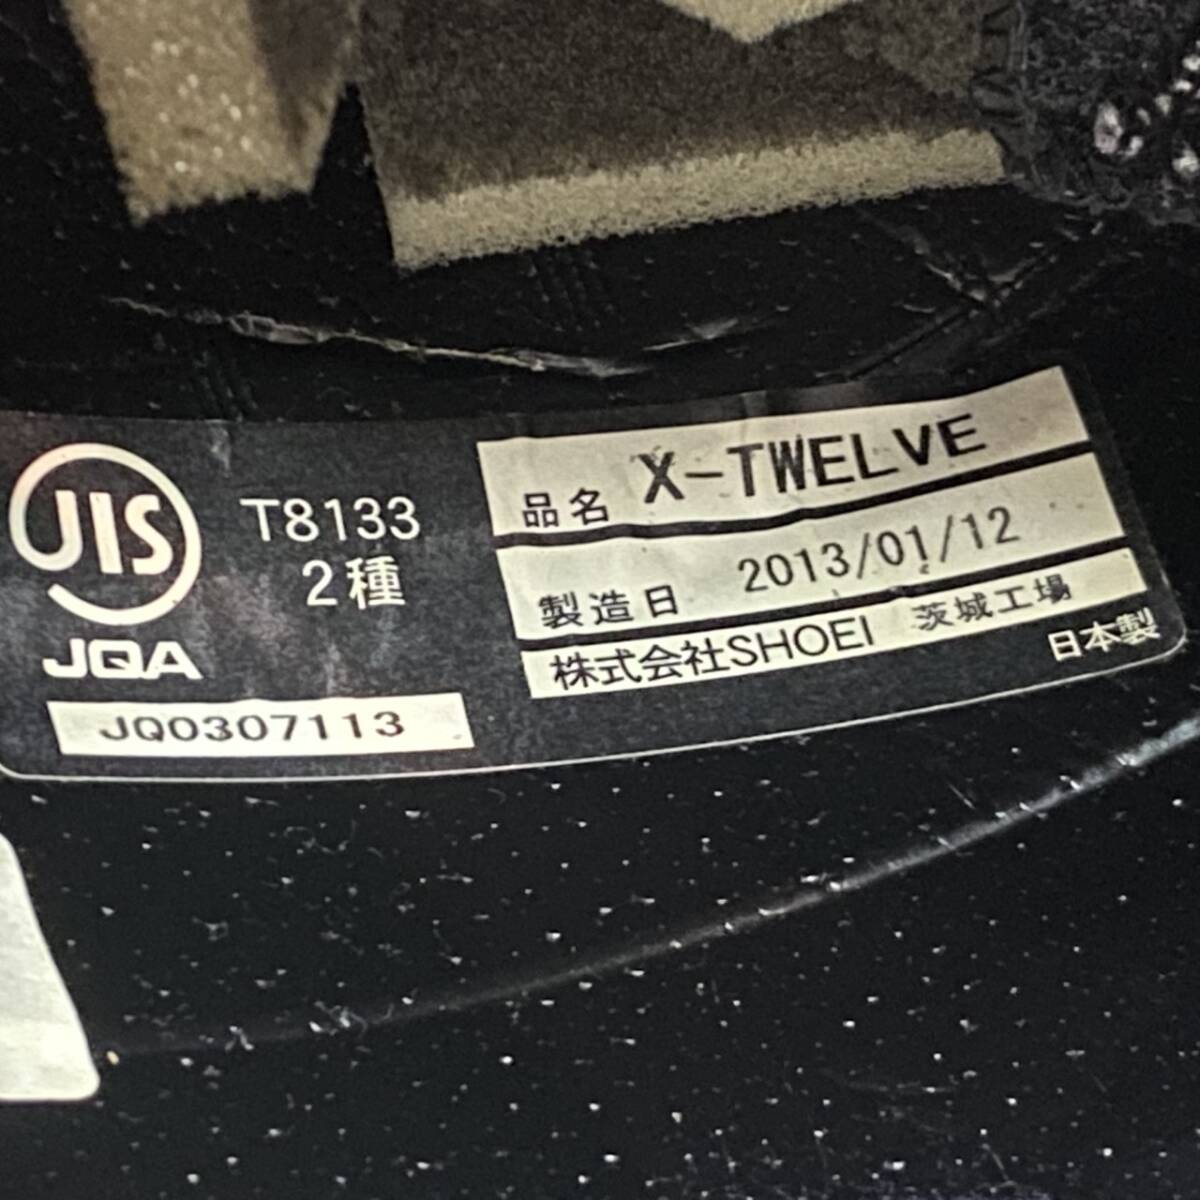 JIS
JQA
T8133
2種
JQ0307113
品名 X-TWELVE
製造日 2013/01/12
株式会社SHOEI 茨城工場
日本製